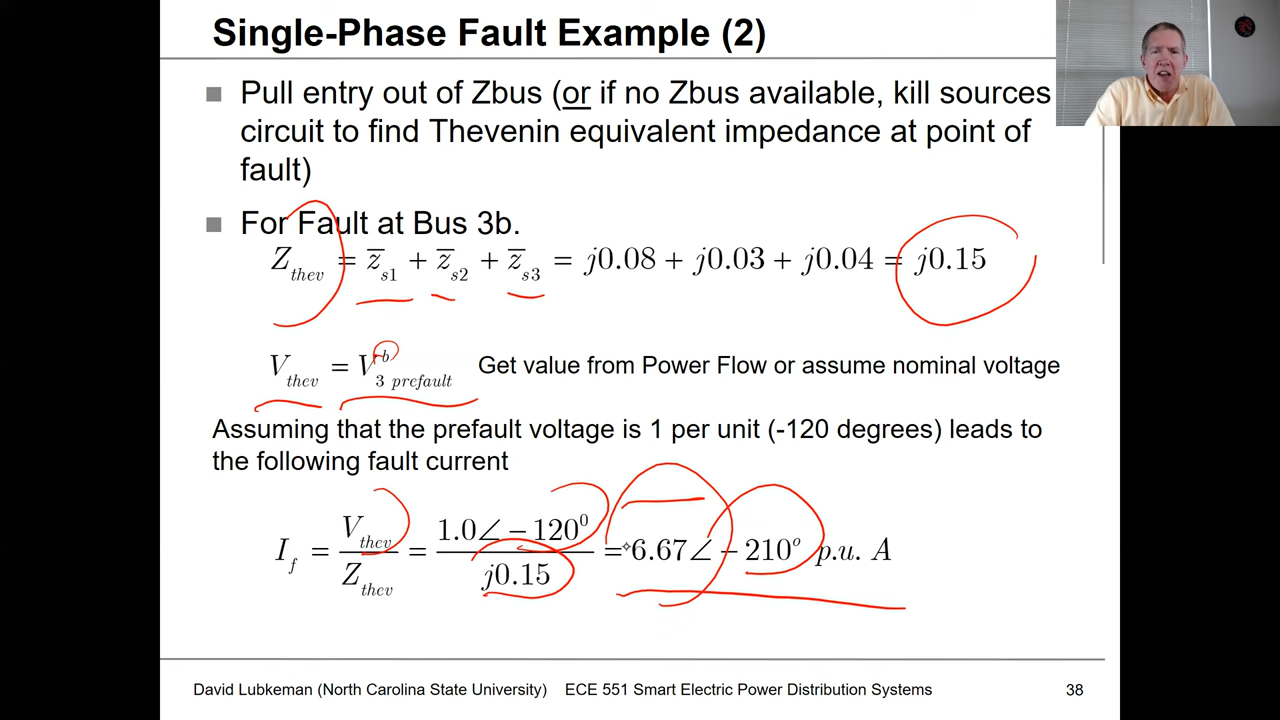 Single-Phase Fault Example (2)
Pull entry out of Zbus (or if no Zbus available, kill sources
circuit to find Thevenin equivalent impedance at point of
fault)
For Fault at Bus 3b.
Z_thev = z̅_s1 + z̅_s2 + z̅_s3 = j0.08 + j0.03 + j0.04 = j0.15
V_thev = V_3 prefault^-b Get value from Power Flow or assume nominal voltage
Assuming that the prefault voltage is 1 per unit (-120 degrees) leads to
the following fault current
I_f = V_thev / Z_thev = 1.0∠−120⁰ / j0.15 = 6.67∠−210° p.u. A
David Lubkeman (North Carolina State University) ECE 551 Smart Electric Power Distribution Systems 38